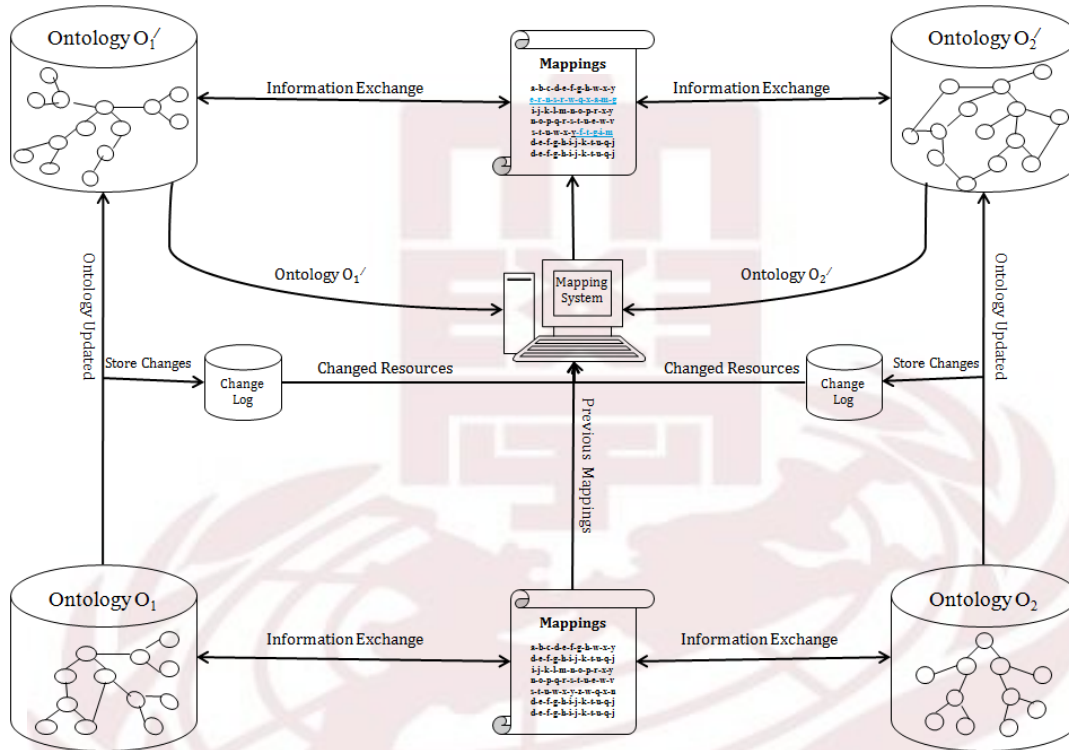 Ontology O₁′
Ontology O₂′
Mappings
a-b-c-d-e-f-g-h-w-x-y
e-r-n-s-r-w-q-x-a-m-g
i-j-k-l-m-n-o-p-r-x-y
n-o-p-q-r-s-t-u-e-w-v
s-t-u-w-x-y-f-t-g-i-m
d-e-f-g-h-i-j-k-s-u-q-j
d-e-f-g-h-i-j-k-s-u-q-j
Information Exchange
Information Exchange
Ontology O₁′
Ontology O₂′
Mapping
System
Ontology Updated
Ontology Updated
Store Changes
Store Changes
Change
Log
Change
Log
Changed Resources
Changed Resources
Previous Mappings
Ontology O₁
Ontology O₂
Mappings
a-b-c-d-e-f-g-h-w-x-y
d-e-f-g-h-i-j-k-s-u-q-j
i-j-k-l-m-n-o-p-r-x-y
n-o-p-q-r-s-t-u-e-w-v
s-t-u-w-x-y-z-w-q-x-n
d-e-f-g-h-i-j-k-s-u-q-j
d-e-f-g-h-i-j-k-s-u-q-j
Information Exchange
Information Exchange